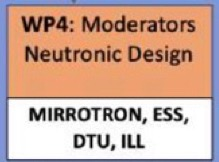 WP4: Moderators
Neutronic Design
MIRROTRON, ESS,
DTU, ILL